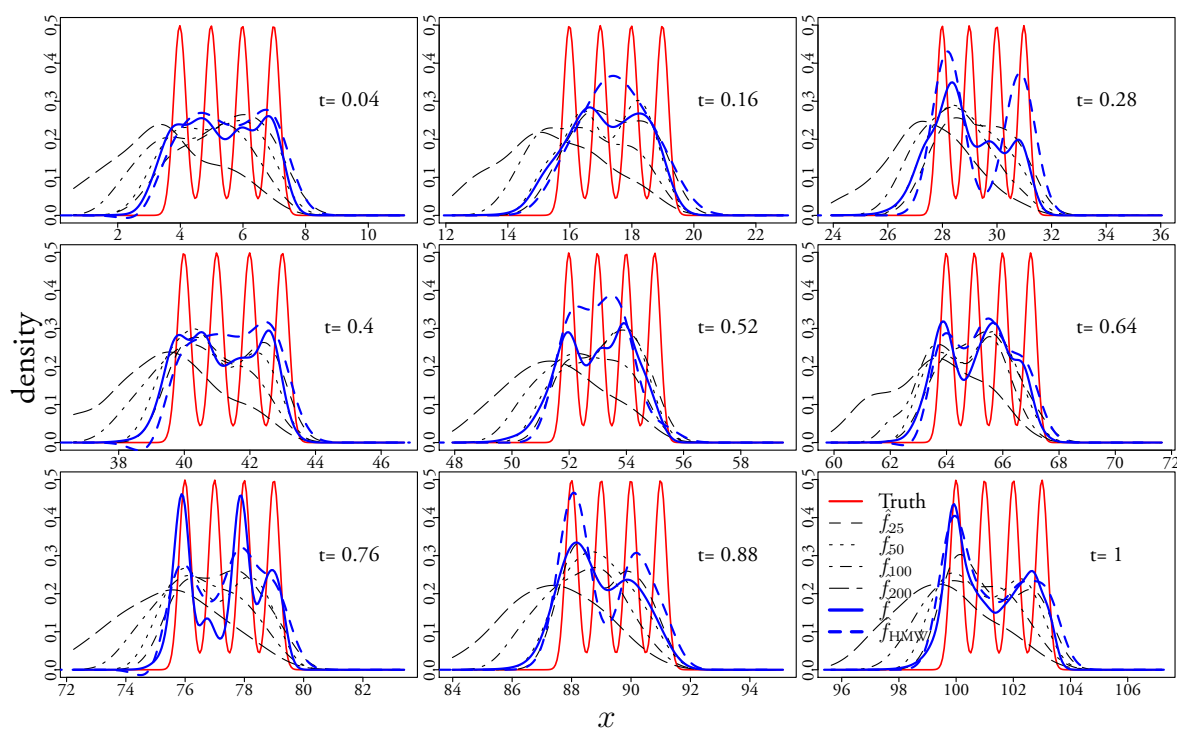 0.0 0.1 0.2 0.3 0.4 0.5
t= 0.04
2 4 6 8 10
0.0 0.1 0.2 0.3 0.4 0.5
t= 0.16
12 14 16 18 20 22
0.0 0.1 0.2 0.3 0.4 0.5
t= 0.28
24 26 28 30 32 34 36
density
0.0 0.1 0.2 0.3 0.4 0.5
t= 0.4
38 40 42 44 46
0.0 0.1 0.2 0.3 0.4 0.5
t= 0.52
48 50 52 54 56 58
0.0 0.1 0.2 0.3 0.4 0.5
t= 0.64
60 62 64 66 68 70 72
0.0 0.1 0.2 0.3 0.4 0.5
t= 0.76
72 74 76 78 80 82
0.0 0.1 0.2 0.3 0.4 0.5
t= 0.88
84 86 88 90 92 94
0.0 0.1 0.2 0.3 0.4 0.5
Truth
f̂25
f̂50
f̂100
f̂200
f̂
f̂HMW
t= 1
96 98 100 102 104 106
x